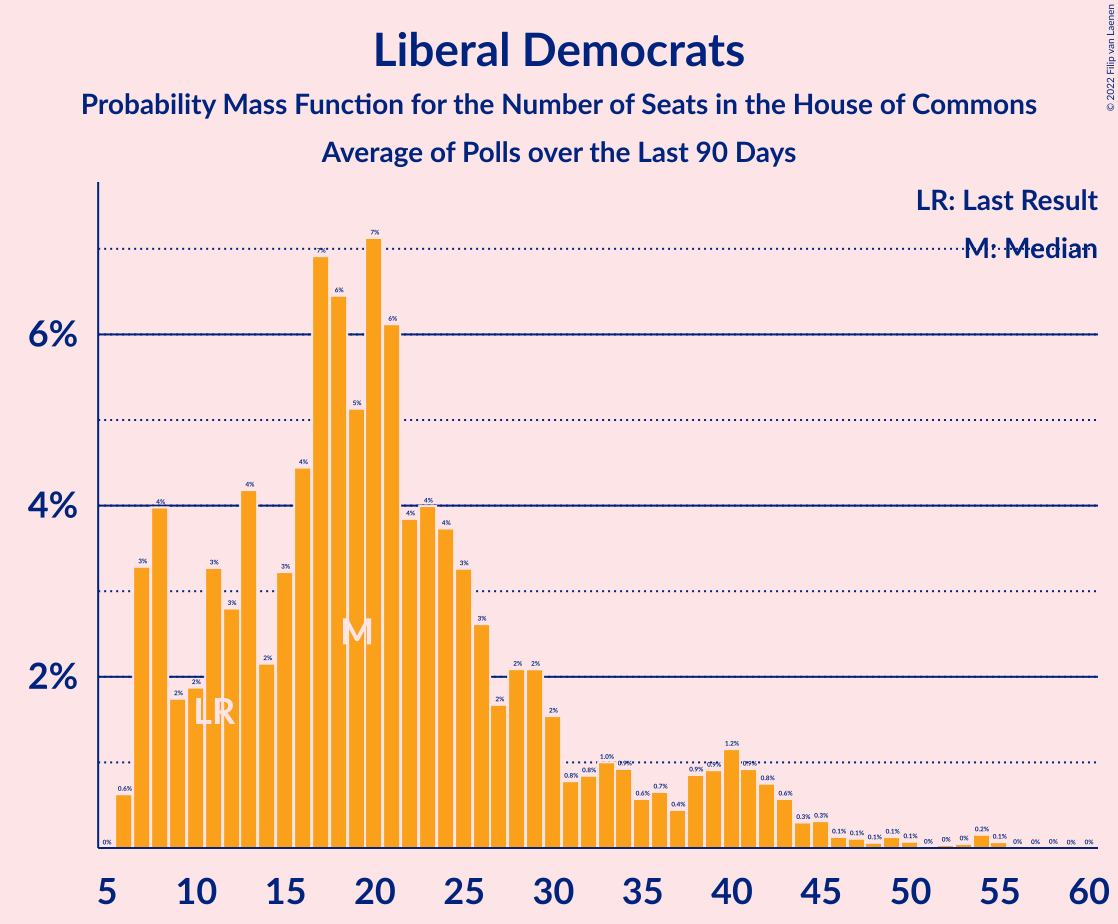 Liberal Democrats
Probability Mass Function for the Number of Seats in the House of Commons
Average of Polls over the Last 90 Days
© 2022 Filip van Laenen
LR: Last Result
M: Median
6%
4%
2%
0% 0.6% 3% 4% 2% 2% 3% 3% 4% 2% 3% 4% 7% 6% 5% 7% 6% 4% 4% 4% 3% 3% 2% 2% 2% 2% 0.8% 0.8% 1.0% 0.9% 0.6% 0.7% 0.4% 0.9% 0.9% 1.2% 0.9% 0.8% 0.6% 0.3% 0.3% 0.1% 0.1% 0.1% 0.1% 0.1% 0% 0% 0% 0.2% 0.1% 0% 0% 0% 0% 0%
M
LR
5 10 15 20 25 30 35 40 45 50 55 60